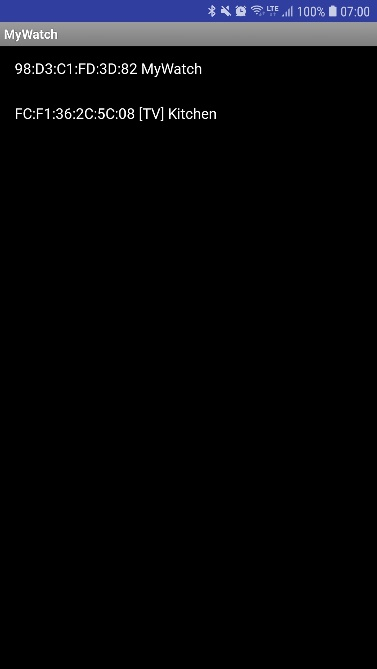 LTE 100% 07:00
MyWatch
98:D3:C1:FD:3D:82 MyWatch
FC:F1:36:2C:5C:08 [TV] Kitchen